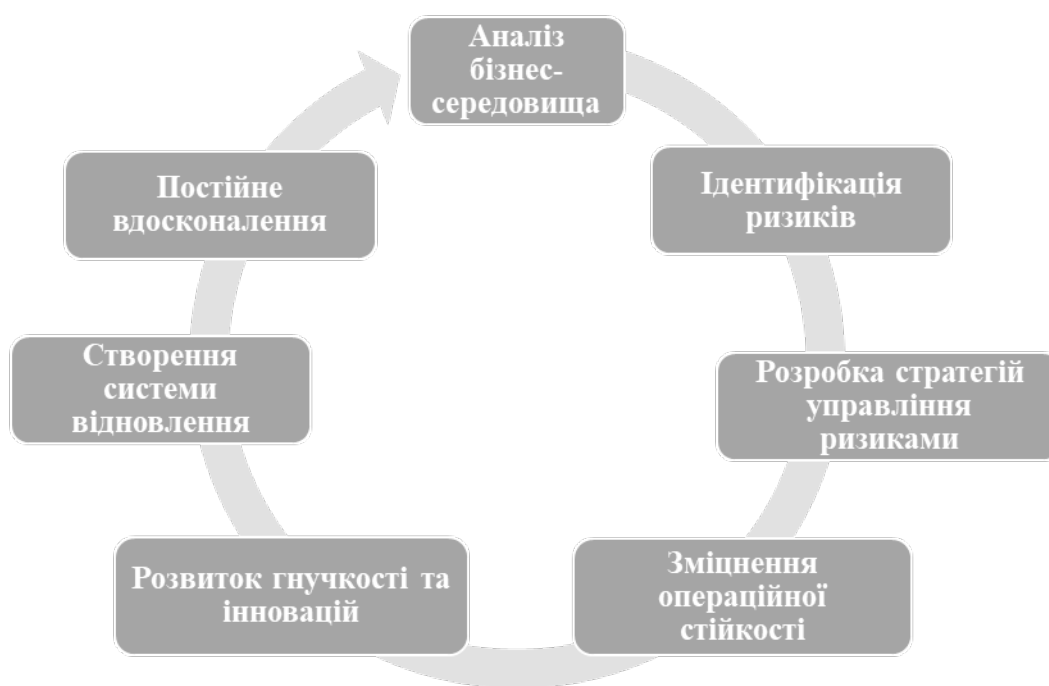 Аналіз
бізнес-
середовища
Ідентифікація
ризиків
Розробка стратегій
управління
ризиками
Зміцнення
операційної
стійкості
Розвиток гнучкості та
інновацій
Створення
системи
відновлення
Постійне
вдосконалення